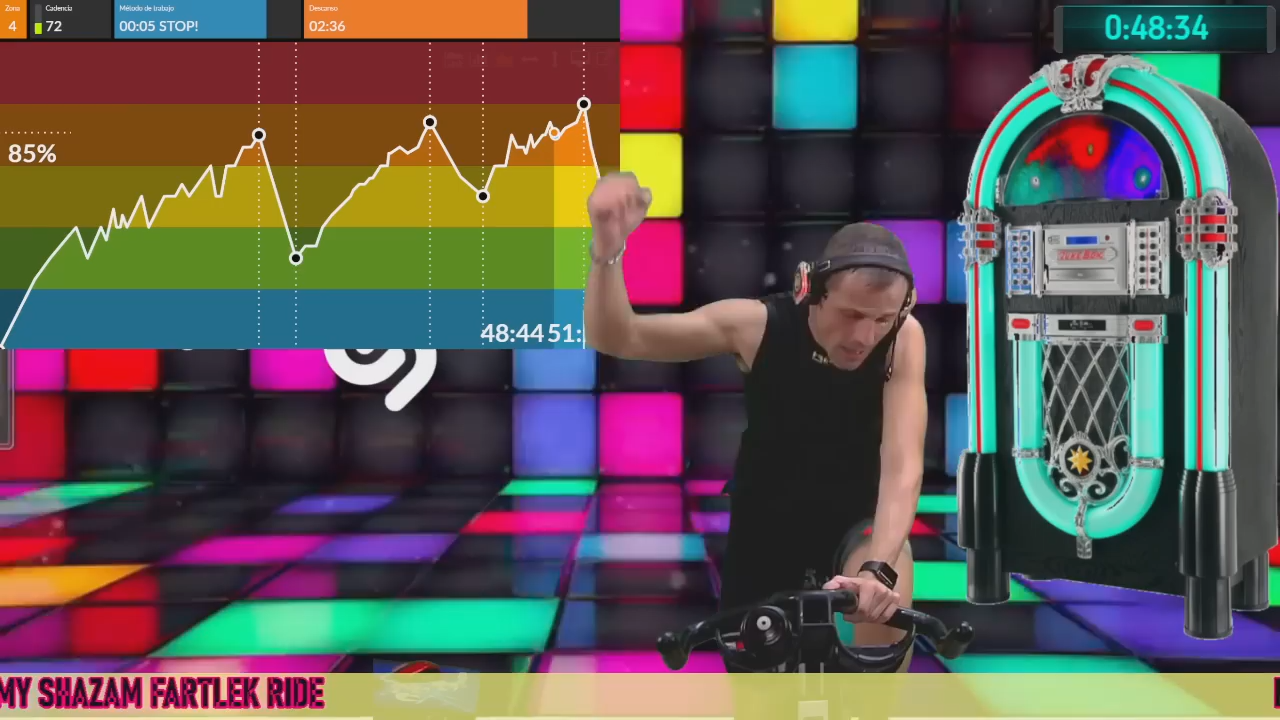 Zona
4
Cadencia
72
Método de trabajo
00:05 STOP!
Descanso
02:36
0:48:34
85%
48:44 51:
MY SHAZAM FARTLEK RIDE